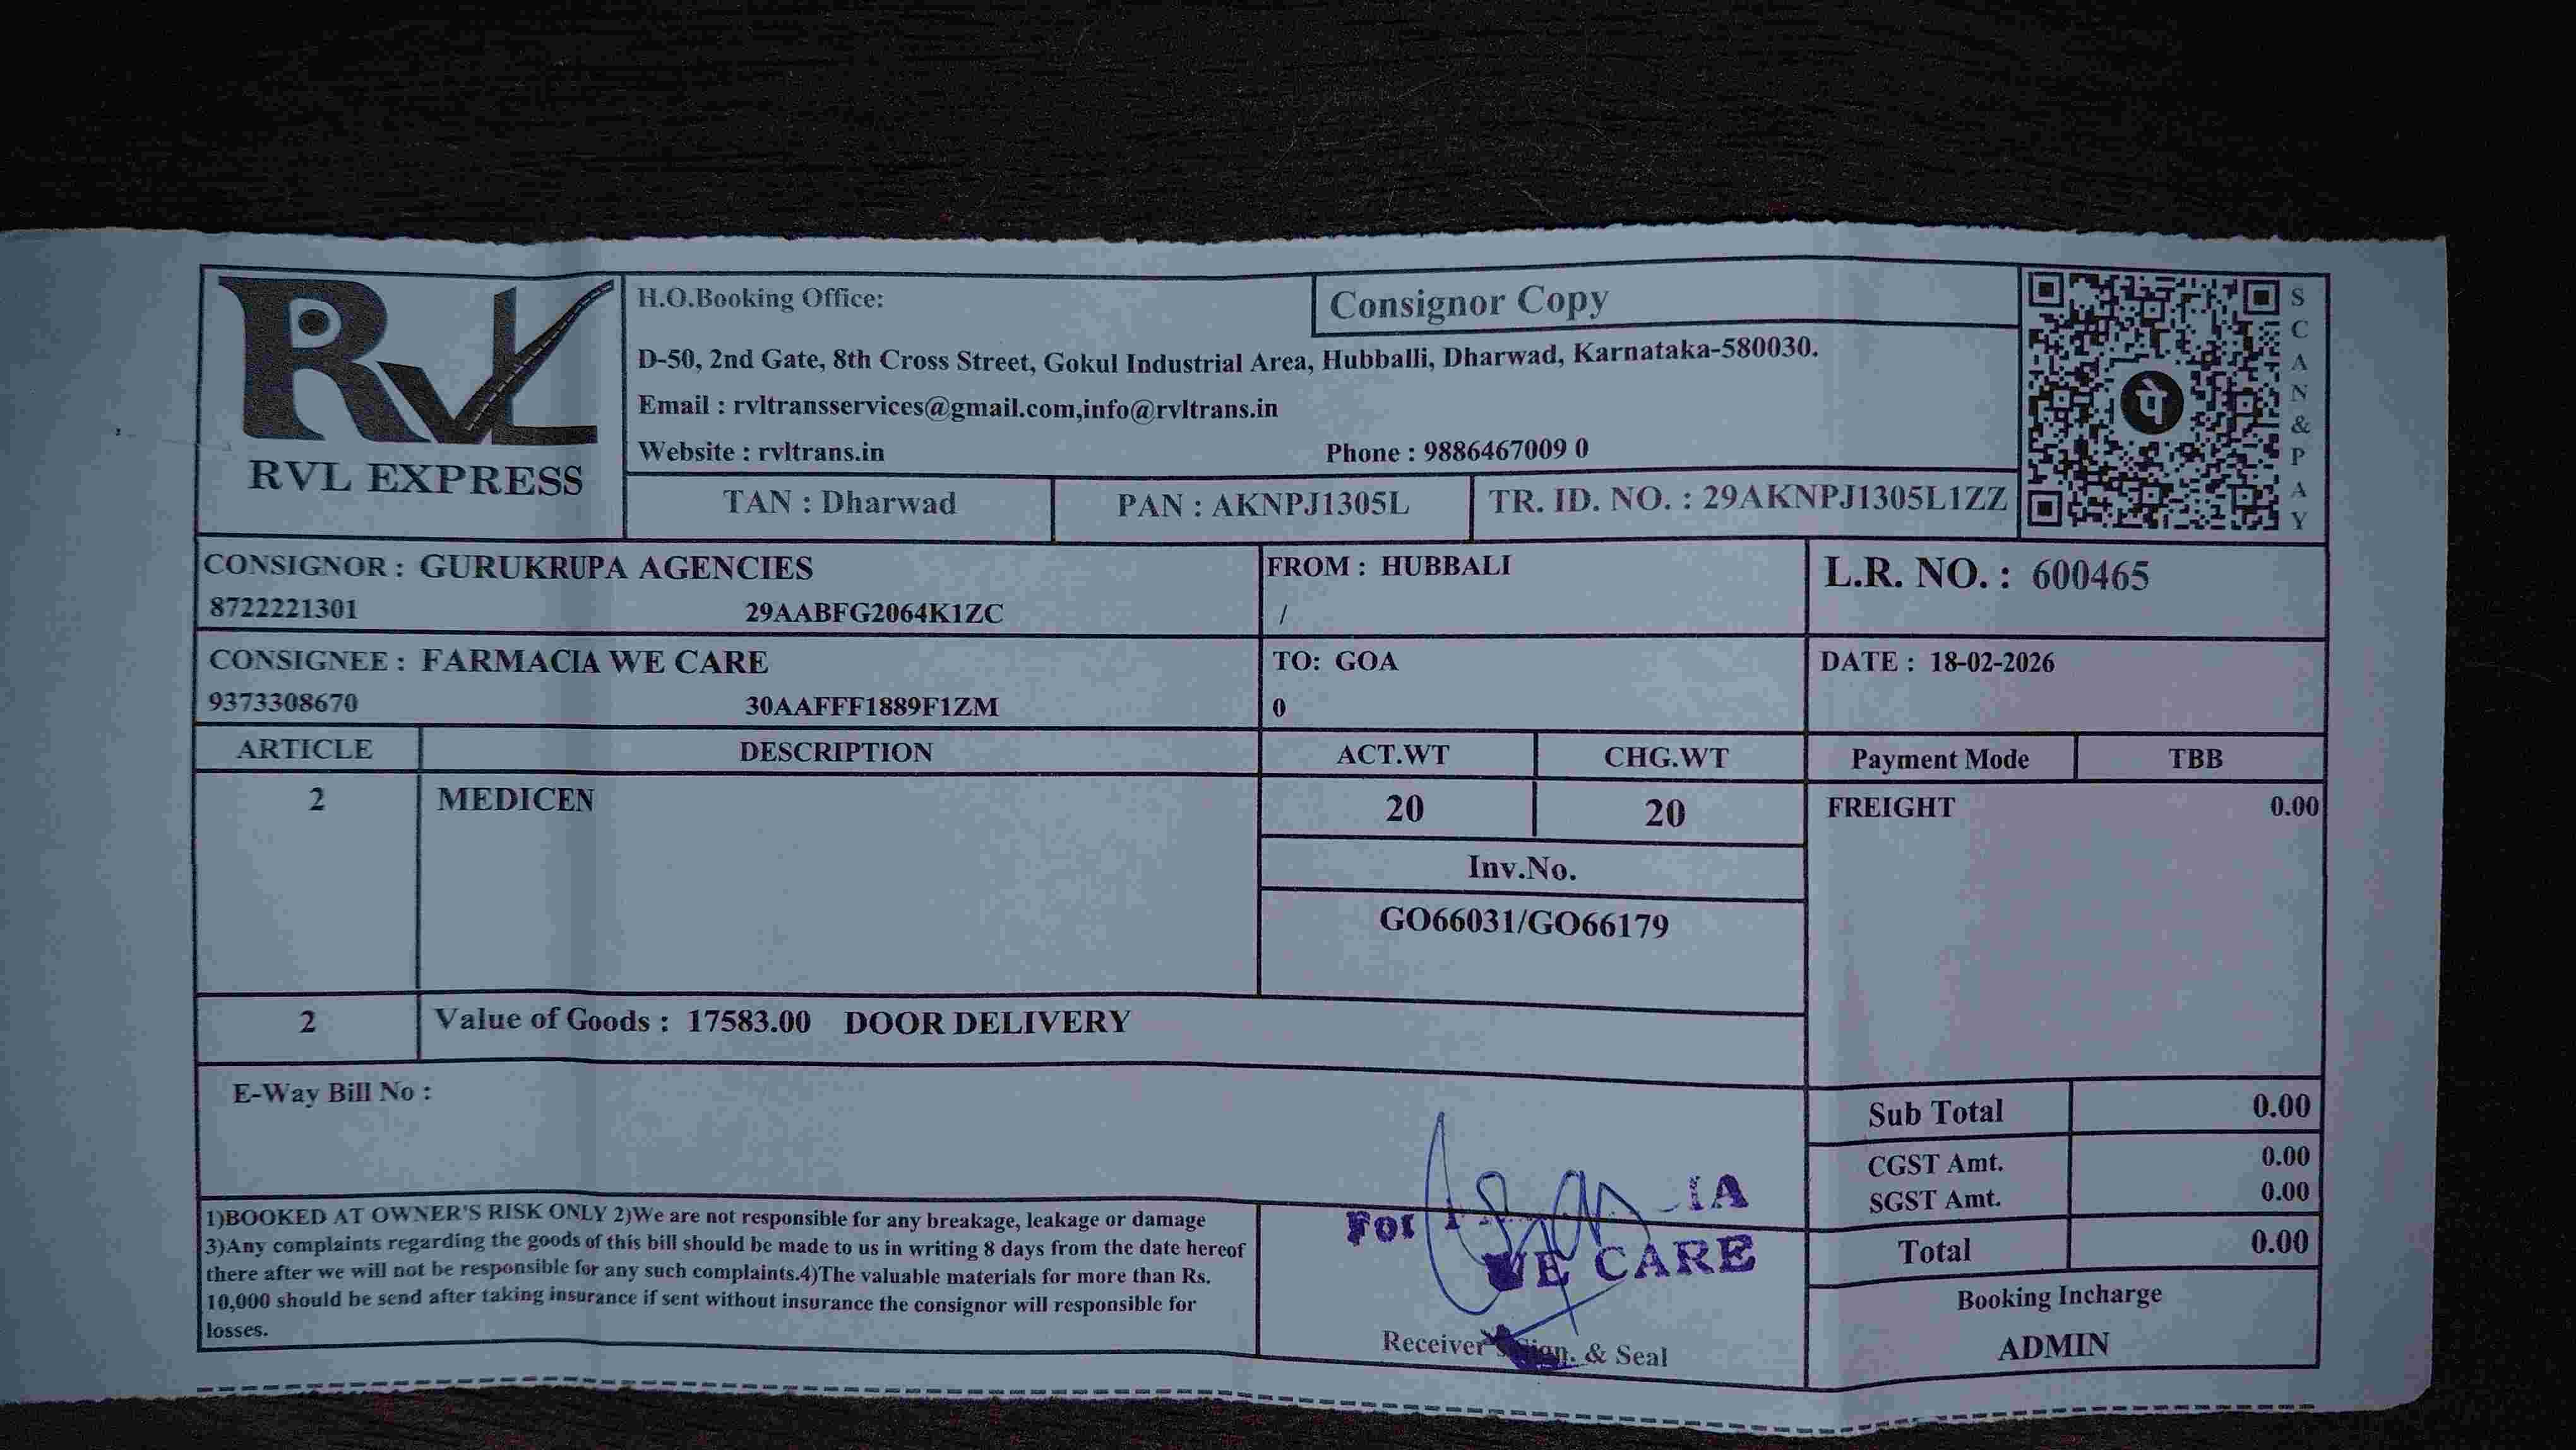 RVL
RVL EXPRESS
H.O.Booking Office:
Consignor Copy
D-50, 2nd Gate, 8th Cross Street, Gokul Industrial Area, Hubballi, Dharwad, Karnataka-580030.
Email : rvltransservices@gmail.com,info@rvltrans.in
Website : rvltrans.in Phone : 9886467009 0
TAN : Dharwad PAN : AKNPJ1305L TR. ID. NO. : 29AKNPJ1305L1ZZ
पे
SCAN&PAY
CONSIGNOR : GURUKRUPA AGENCIES FROM : HUBBALI L.R. NO. : 600465
8722221301 29AABFG2064K1ZC /
CONSIGNEE : FARMACIA WE CARE TO: GOA DATE : 18-02-2026
9373308670 30AAFFF1889F1ZM 0
ARTICLE DESCRIPTION ACT.WT CHG.WT Payment Mode TBB
2 MEDICEN 20 20 FREIGHT 0.00
Inv.No.
GO66031/GO66179
2 Value of Goods : 17583.00 DOOR DELIVERY
E-Way Bill No :
Sub Total 0.00
CGST Amt. 0.00
SGST Amt. 0.00
Total 0.00
1)BOOKED AT OWNER'S RISK ONLY 2)We are not responsible for any breakage, leakage or damage
3)Any complaints regarding the goods of this bill should be made to us in writing 8 days from the date hereof
there after we will not be responsible for any such complaints.4)The valuable materials for more than Rs.
10,000 should be send after taking insurance if sent without insurance the consignor will responsible for
losses.
For
WE CARE
Receiver Sign. & Seal
Booking Incharge
ADMIN